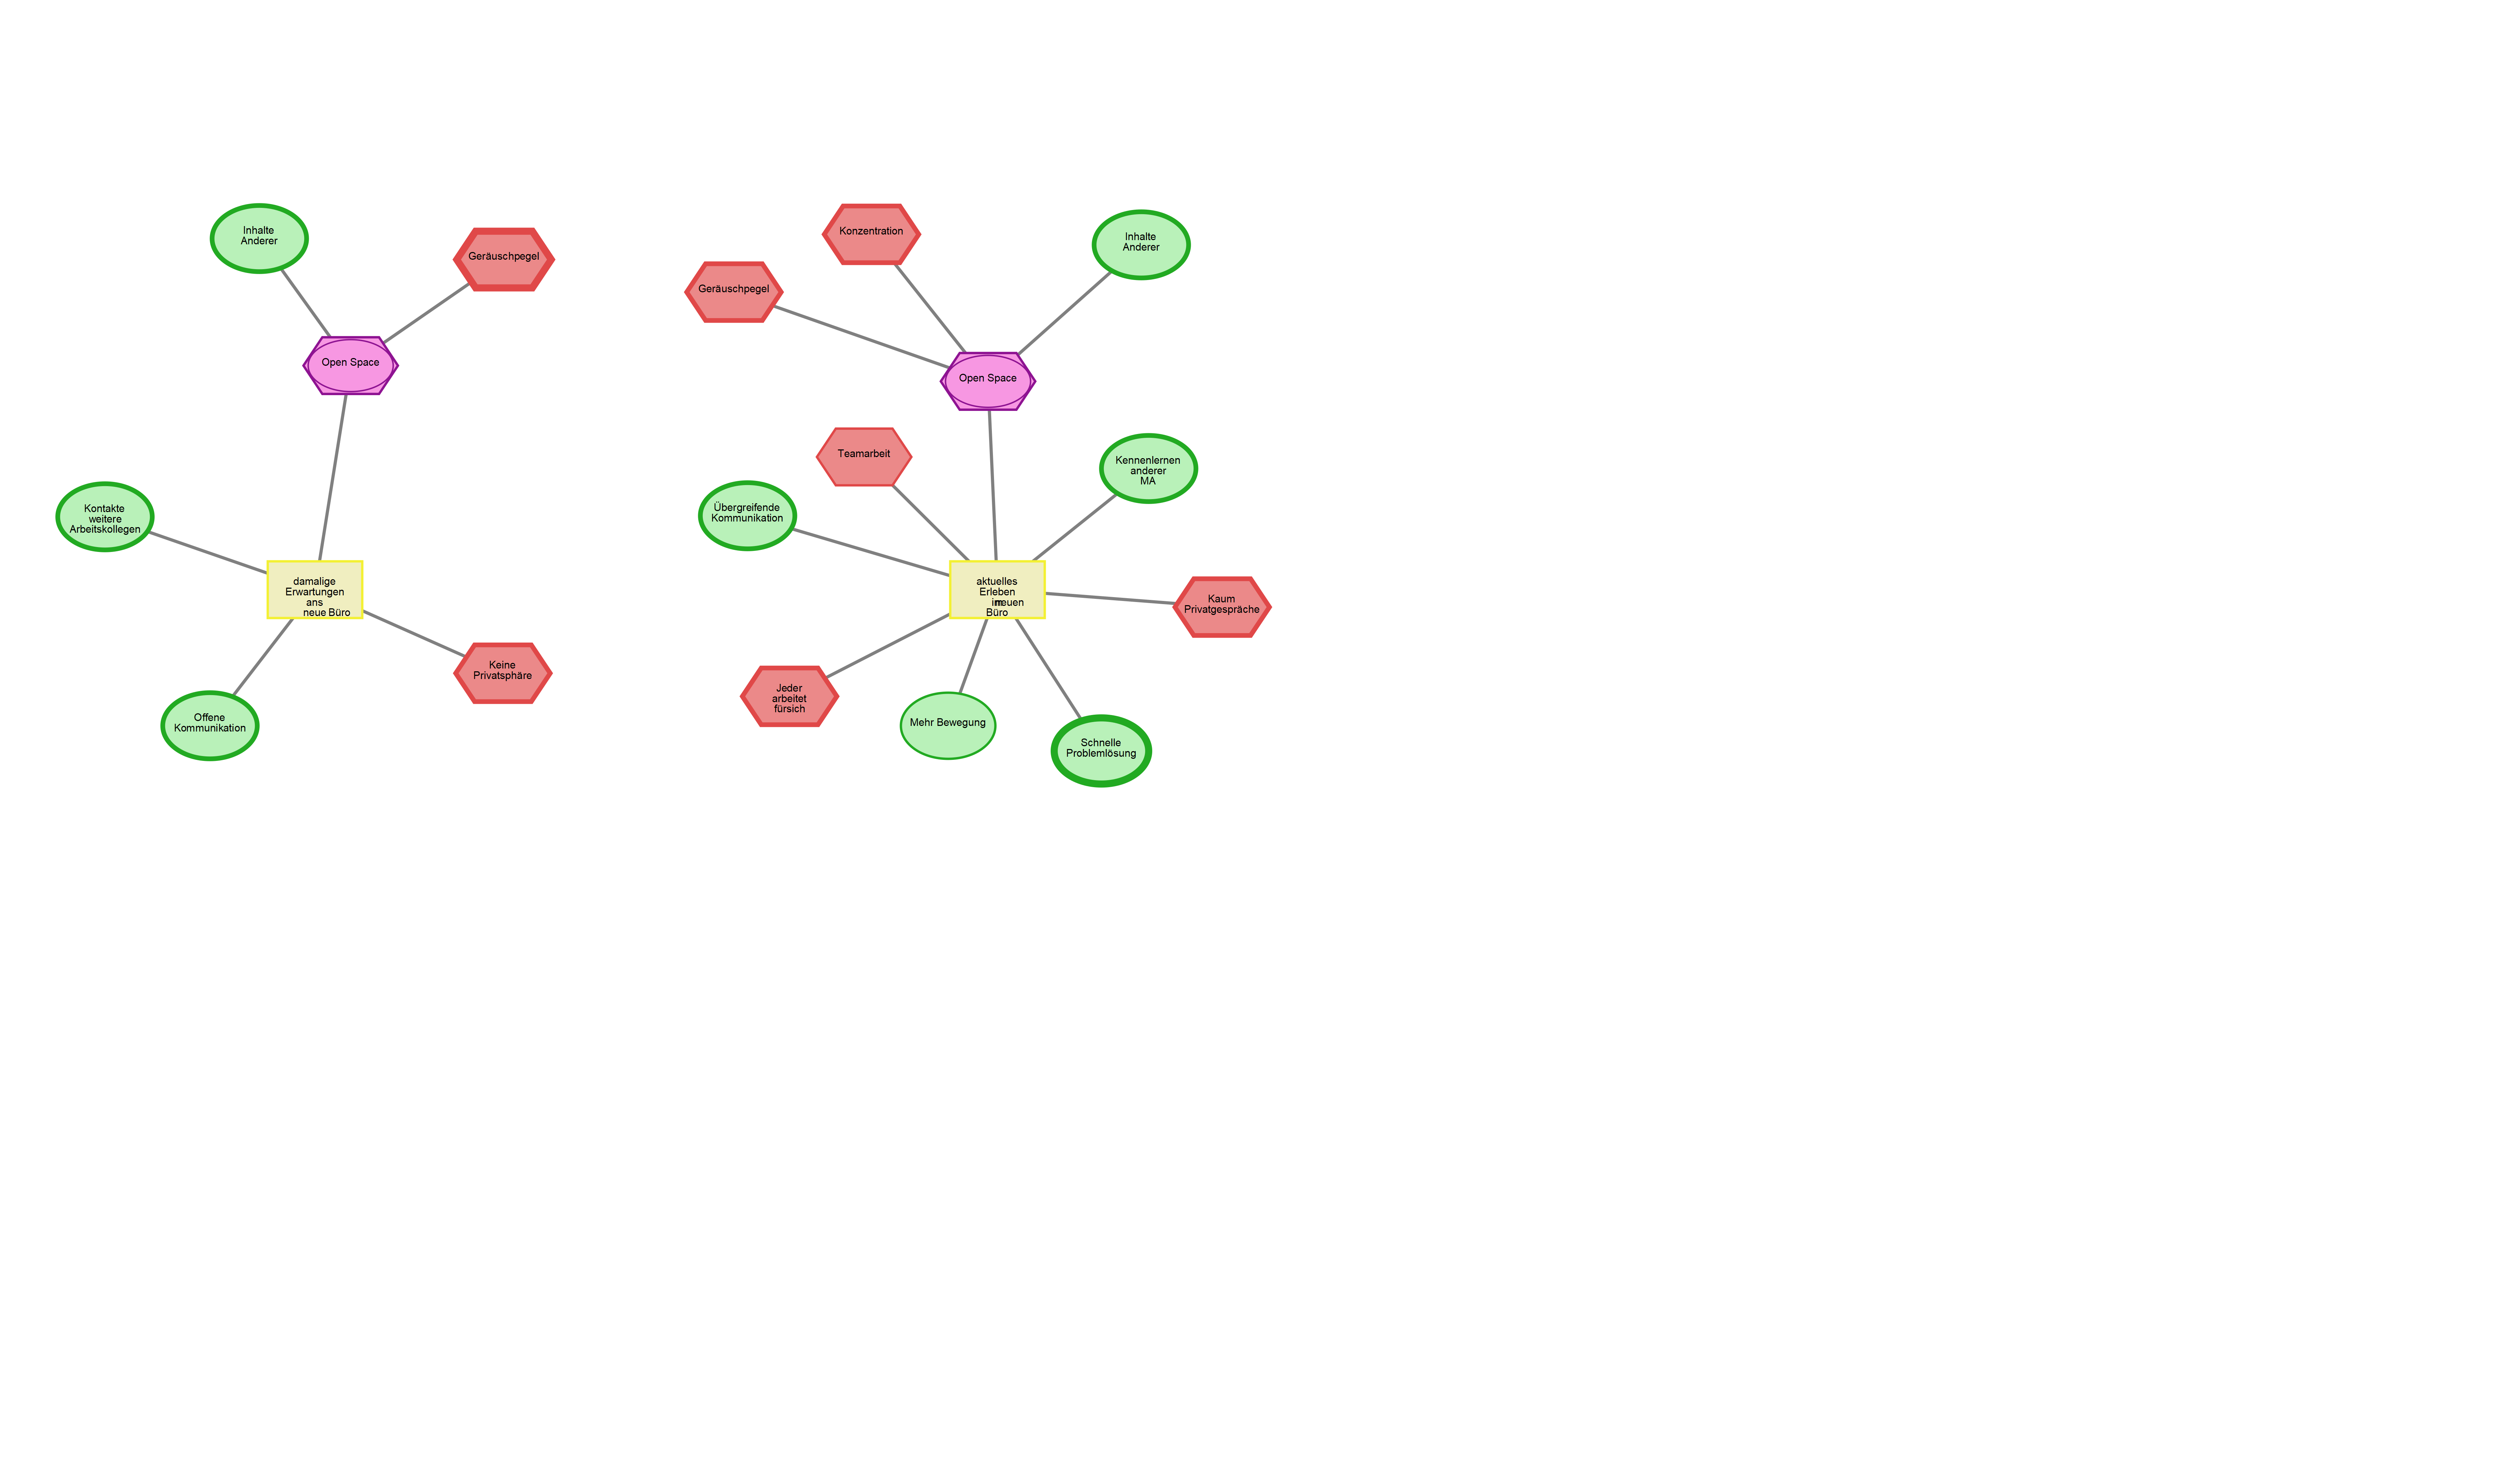 Inhalte
Anderer
Geräuschpegel
Open Space
Kontakte
weitere
Arbeitskollegen
damalige
Erwartungen
ans
neue Büro
Keine
Privatsphäre
Offene
Kommunikation
Konzentration
Inhalte
Anderer
Geräuschpegel
Open Space
Teamarbeit
Kennenlernen
anderer
MA
Übergreifende
Kommunikation
aktuelles
Erleben
im neuen
Büro
Kaum
Privatgespräche
Jeder
arbeitet
fürsich
Mehr Bewegung
Schnelle
Problemlösung